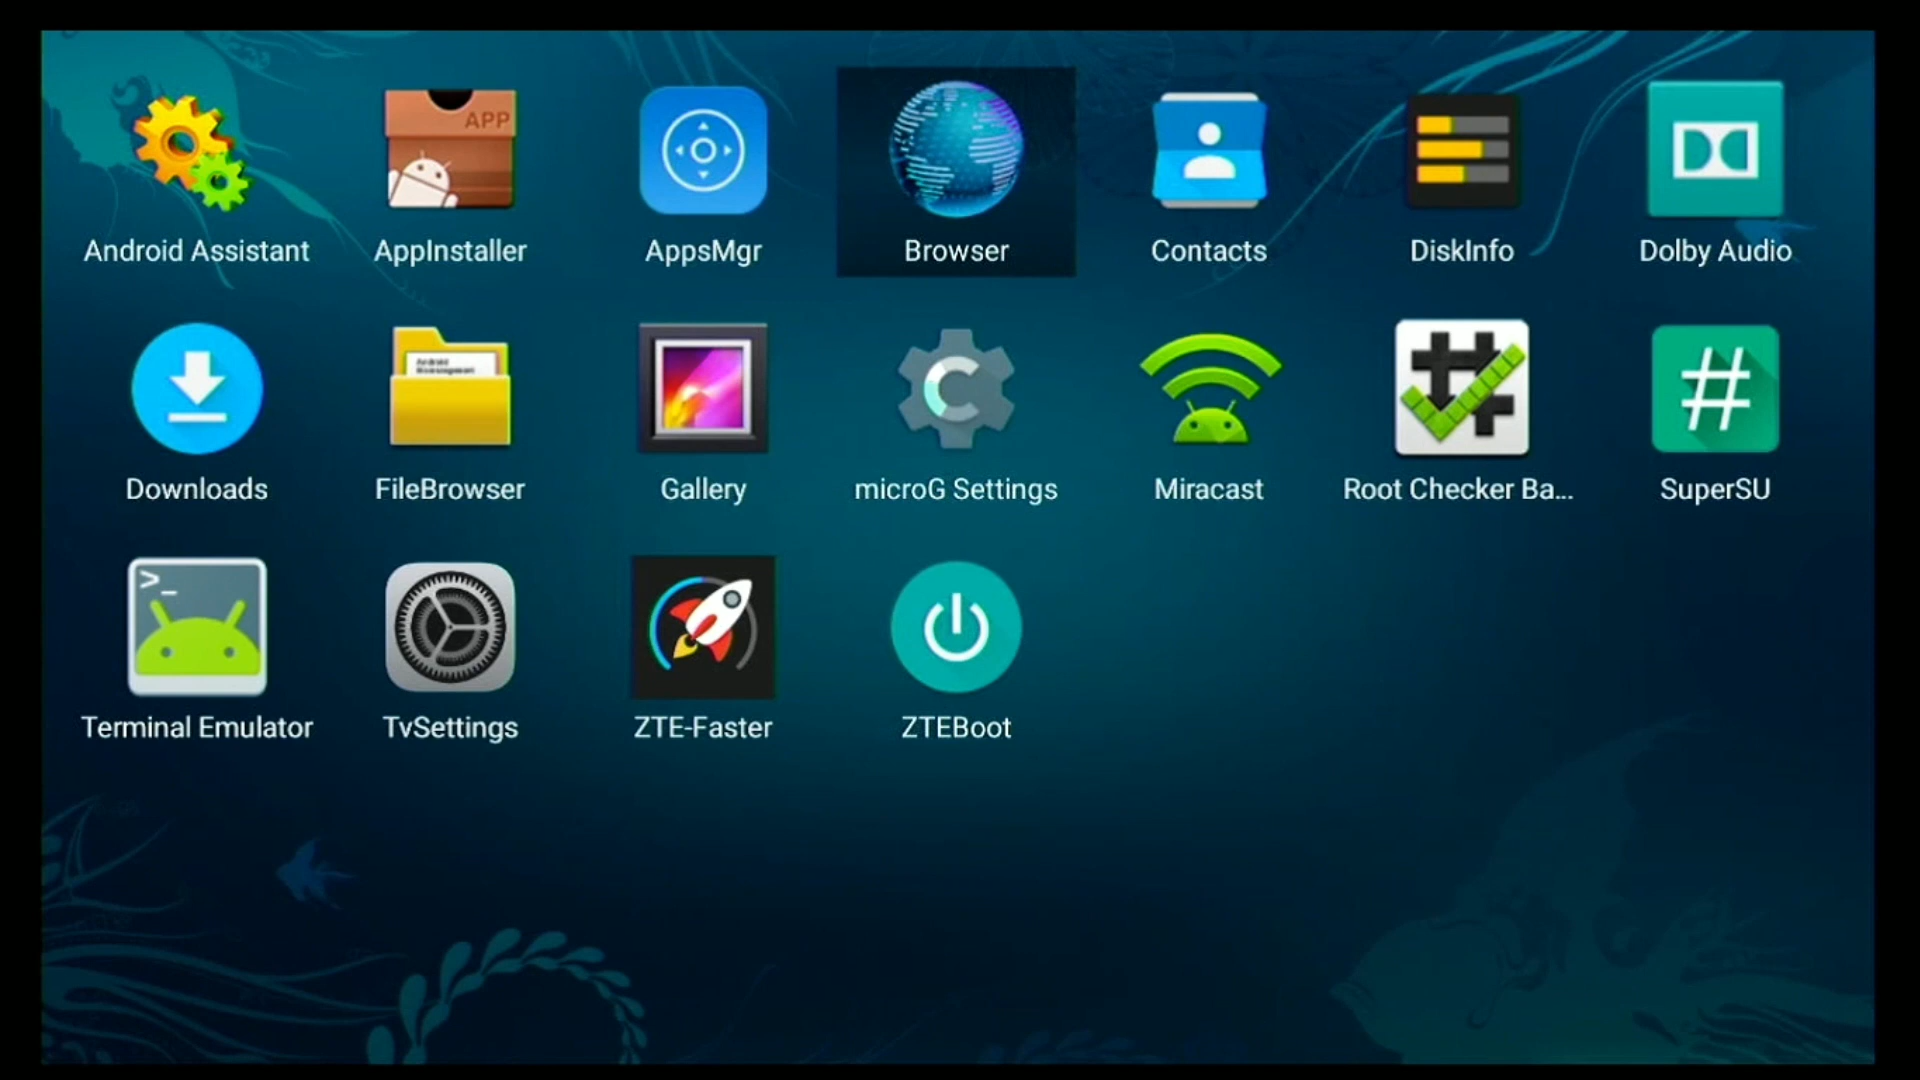 APP
Android Assistant
AppInstaller
AppsMgr
Browser
Contacts
DiskInfo
Dolby Audio
Downloads
FileBrowser
Gallery
microG Settings
Miracast
Root Checker Ba...
SuperSU
>_
Terminal Emulator
TvSettings
ZTE-Faster
ZTEBoot